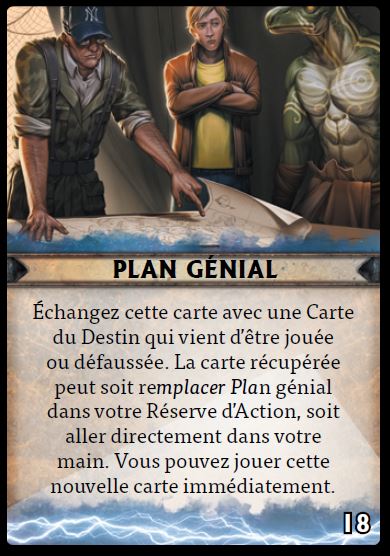 NY
PLAN GÉNIAL
Échangez cette carte avec une Carte
du Destin qui vient d'être jouée
ou défaussée. La carte récupérée
peut soit remplacer Plan génial
dans votre Réserve d'Action, soit
aller directement dans votre
main. Vous pouvez jouer cette
nouvelle carte immédiatement.
18